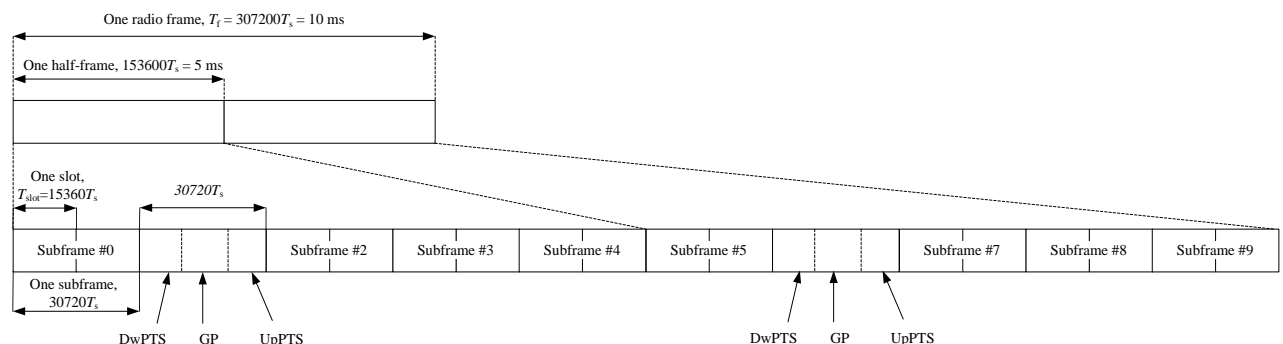 One radio frame, Tf = 307200Ts = 10 ms
One half-frame, 153600Ts = 5 ms
One slot,
Tslot=15360Ts
30720Ts
Subframe #0
Subframe #2
Subframe #3
Subframe #4
Subframe #5
Subframe #7
Subframe #8
Subframe #9
One subframe,
30720Ts
DwPTS
GP
UpPTS
DwPTS
GP
UpPTS